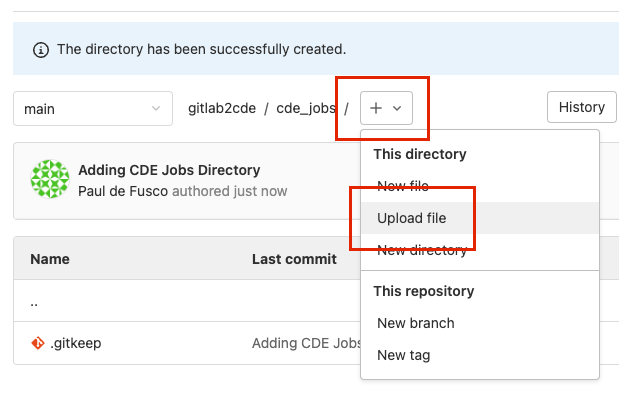 The directory has been successfully created.
main
gitlab2cde / cde_jobs /
History
This directory
New file
Upload file
New directory
This repository
New branch
New tag
Adding CDE Jobs Directory
Paul de Fusco authored just now
Name Last commit
..
.gitkeep Adding CDE Jobs